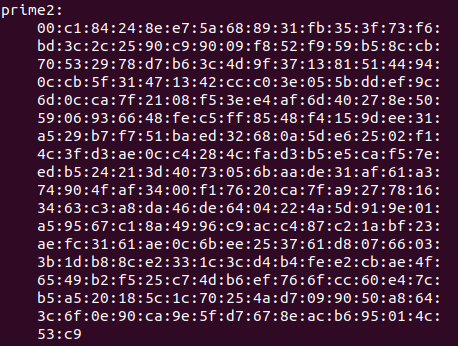 prime2:
00:c1:84:24:8e:e7:5a:68:89:31:fb:35:3f:73:f6:
bd:3c:2c:25:90:c9:90:09:f8:52:f9:59:b5:8c:cb:
70:53:29:78:d7:b6:3c:4d:9f:37:13:81:51:44:94:
0c:cb:5f:31:47:13:42:cc:c0:3e:05:5b:dd:ef:9c:
6d:0c:ca:7f:21:08:f5:3e:e4:af:6d:40:27:8e:50:
59:06:93:66:48:fe:c5:ff:85:48:f4:15:9d:ee:31:
a5:29:b7:f7:51:ba:ed:32:68:0a:5d:e6:25:02:f1:
4c:3f:d3:ae:0c:c4:28:4c:fa:d3:b5:e5:ca:f5:7e:
ed:b5:24:21:3d:40:73:05:6b:aa:de:31:af:61:a3:
74:90:4f:af:34:00:f1:76:20:ca:7f:a9:27:78:16:
34:63:c3:a8:da:46:de:64:04:22:4a:5d:91:9e:01:
a5:95:67:c1:8a:49:96:c9:ac:c4:87:c2:1a:bf:23:
ae:fc:31:61:ae:0c:6b:ee:25:37:61:d8:07:66:03:
3b:1d:b8:8c:e2:33:1c:3c:d4:b4:fe:e2:cb:ae:4f:
65:49:b2:f5:25:c7:4d:b6:ef:76:6f:cc:60:e4:7c:
b5:a5:20:18:5c:1c:70:25:4a:d7:09:90:50:a8:64:
3c:6f:0e:90:ca:9e:5f:d7:67:8e:ac:b6:95:01:4c:
53:c9